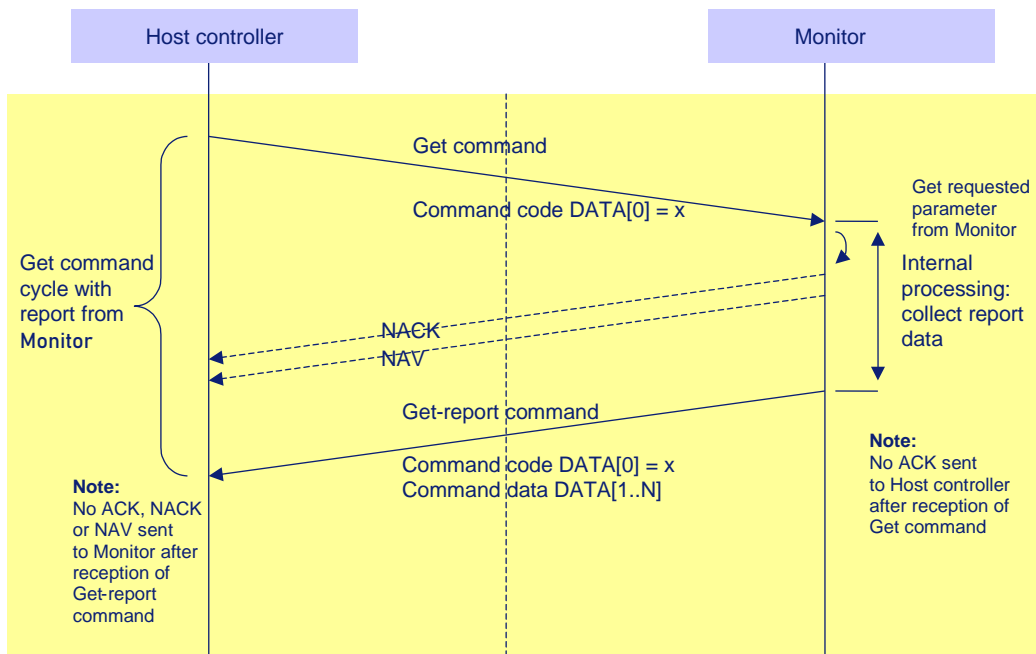 Host controller
Monitor
Get command
Command code DATA[0] = x
Get requested
parameter
from Monitor
Get command
cycle with
report from
Monitor
Internal
processing:
collect report
data
NACK
NAV
Get-report command
Command code DATA[0] = x
Command data DATA[1..N]
Note:
No ACK sent
to Host controller
after reception of
Get command
Note:
No ACK, NACK
or NAV sent
to Monitor after
reception of
Get-report
command